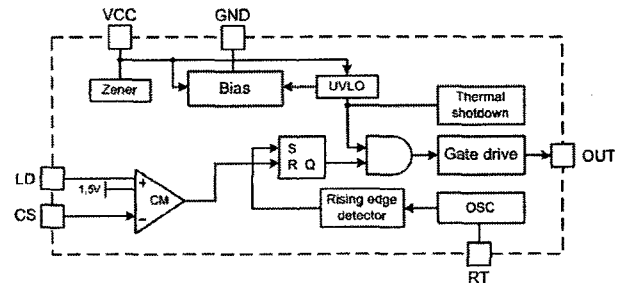 VCC
GND
Zener
Bias
UVLO
Thermal
shutdown
S
R Q
Gate drive
OUT
LD
1,5V
+
CM
-
CS
Rising edge
detector
OSC
RT